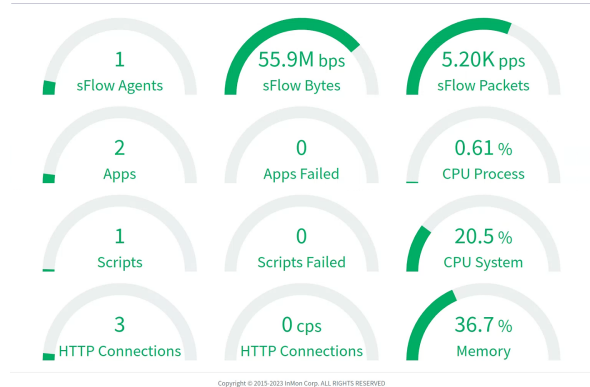 1
sFlow Agents
55.9M bps
sFlow Bytes
5.20K pps
sFlow Packets
2
Apps
0
Apps Failed
0.61 %
CPU Process
1
Scripts
0
Scripts Failed
20.5 %
CPU System
3
HTTP Connections
0 cps
HTTP Connections
36.7 %
Memory
Copyright © 2015-2023 InMon Corp. ALL RIGHTS RESERVED